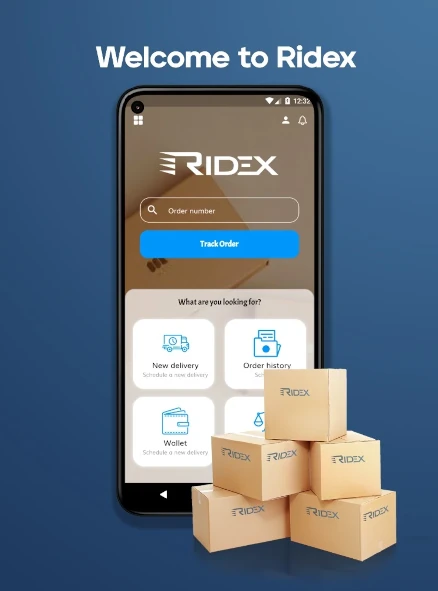 Welcome to Ridex
12:32
RIDEX
Order number
Track Order
What are you looking for?
New delivery
Schedule a new delivery
Order history
Sc
Wallet
Schedule a new delivery
RIDEX
RIDEX
RIDEX
RIDEX
RIDEX
RIDEX
RIDEX